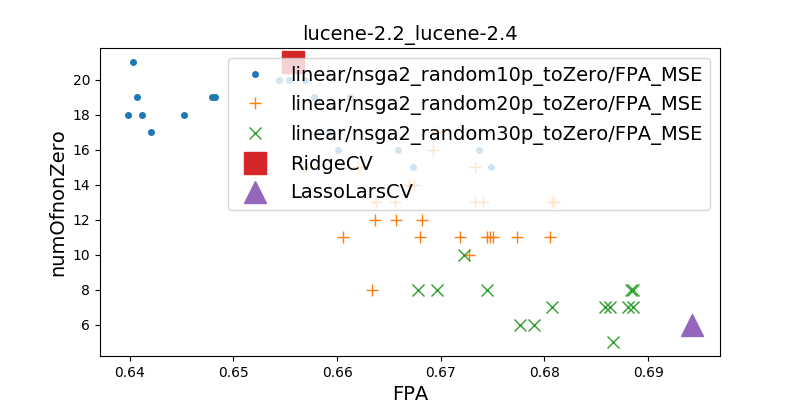 lucene-2.2_lucene-2.4
numOfnonZero
20
18
16
14
12
10
8
6
linear/nsga2_random10p_toZero/FPA_MSE
linear/nsga2_random20p_toZero/FPA_MSE
linear/nsga2_random30p_toZero/FPA_MSE
RidgeCV
LassoLarsCV
0.64 0.65 0.66 0.67 0.68 0.69
FPA